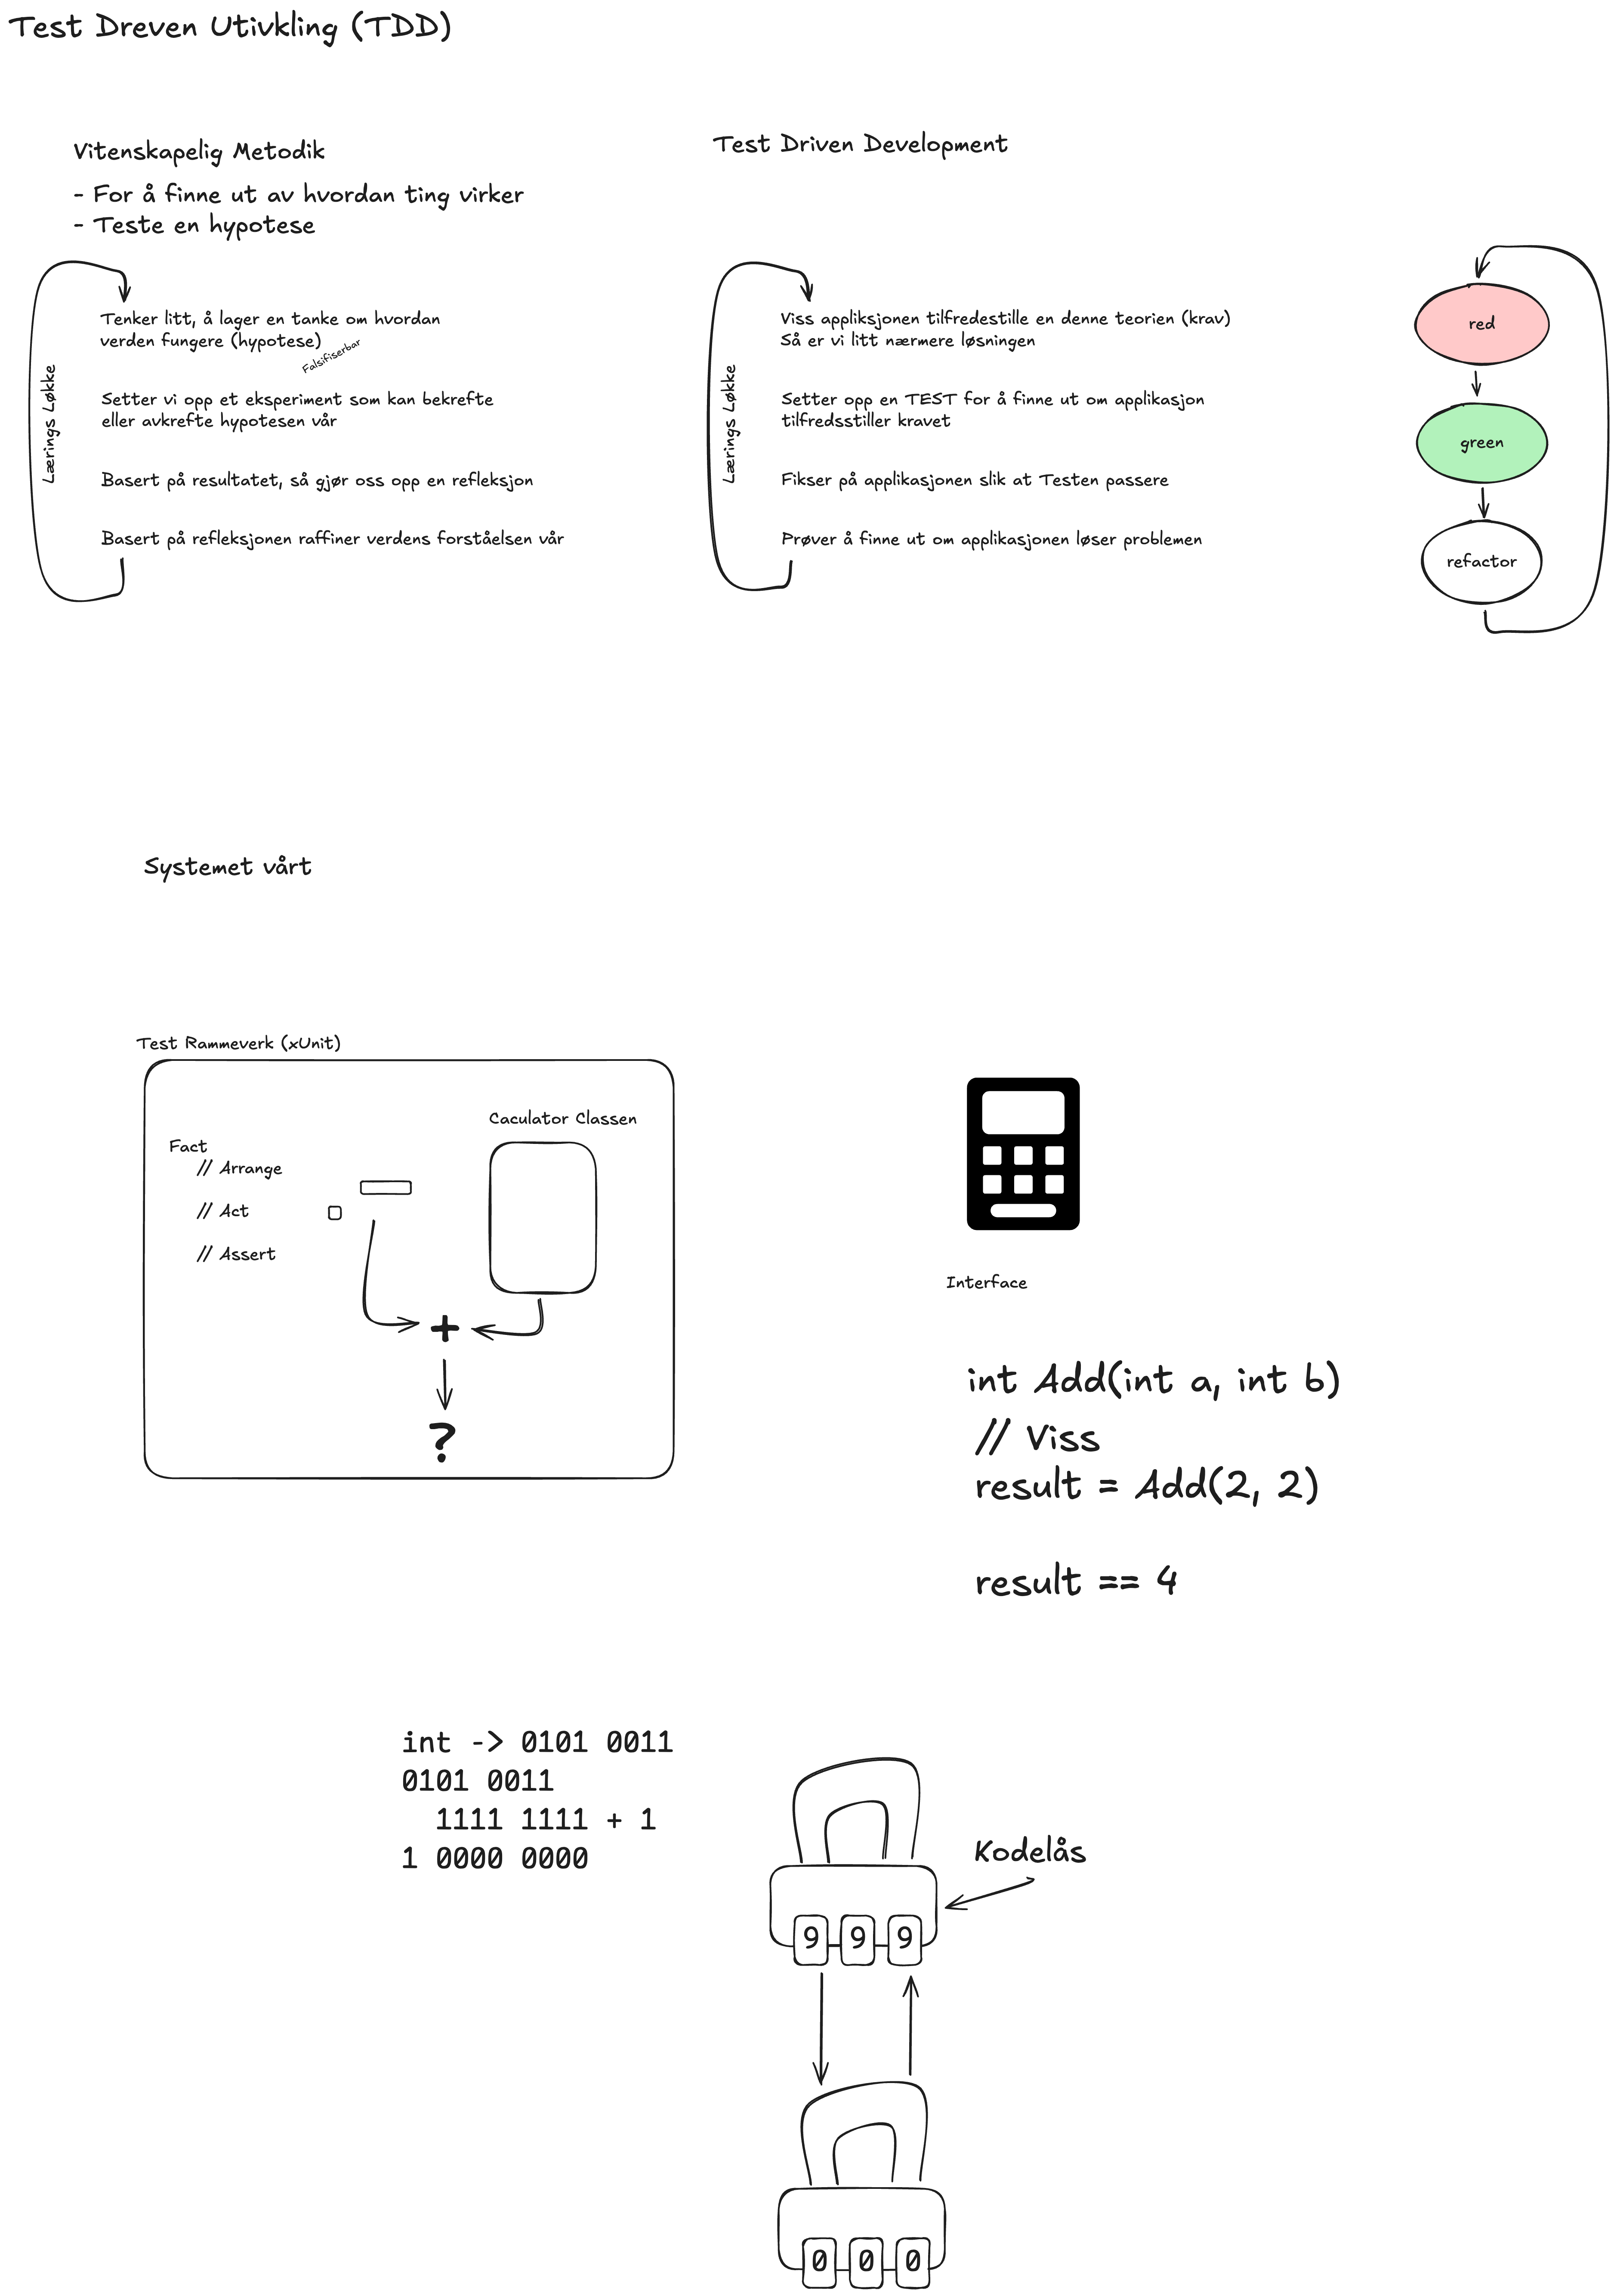 Test Dreven Utivkling (TDD)
Vitenskapelig Metodik
- For å finne ut av hvordan ting virker
- Teste en hypotese
Lærings Løkke
Tenker litt, å lager en tanke om hvordan
verden fungere (hypotese)
Falsifiserbar
Setter vi opp et eksperiment som kan bekrefte
eller avkrefte hypotesen vår
Basert på resultatet, så gjør oss opp en refleksjon
Basert på refleksjonen raffiner verdens forståelsen vår
Test Driven Development
Lærings Løkke
Viss appliksjonen tilfredestille en denne teorien (krav)
Så er vi litt nærmere løsningen
Setter opp en TEST for å finne ut om applikasjon
tilfredsstiller kravet
Fikser på applikasjonen slik at Testen passere
Prøver å finne ut om applikasjonen løser problemen
red
green
refactor
Systemet vårt
Test Rammeverk (xUnit)
Fact
// Arrange
// Act
// Assert
Caculator Classen
+
?
Interface
int Add(int a, int b)
// Viss
result = Add(2, 2)
result == 4
int -> 0101 0011
0101 0011
1111 1111 + 1
1 0000 0000
Kodelås
9 9 9
0 0 0